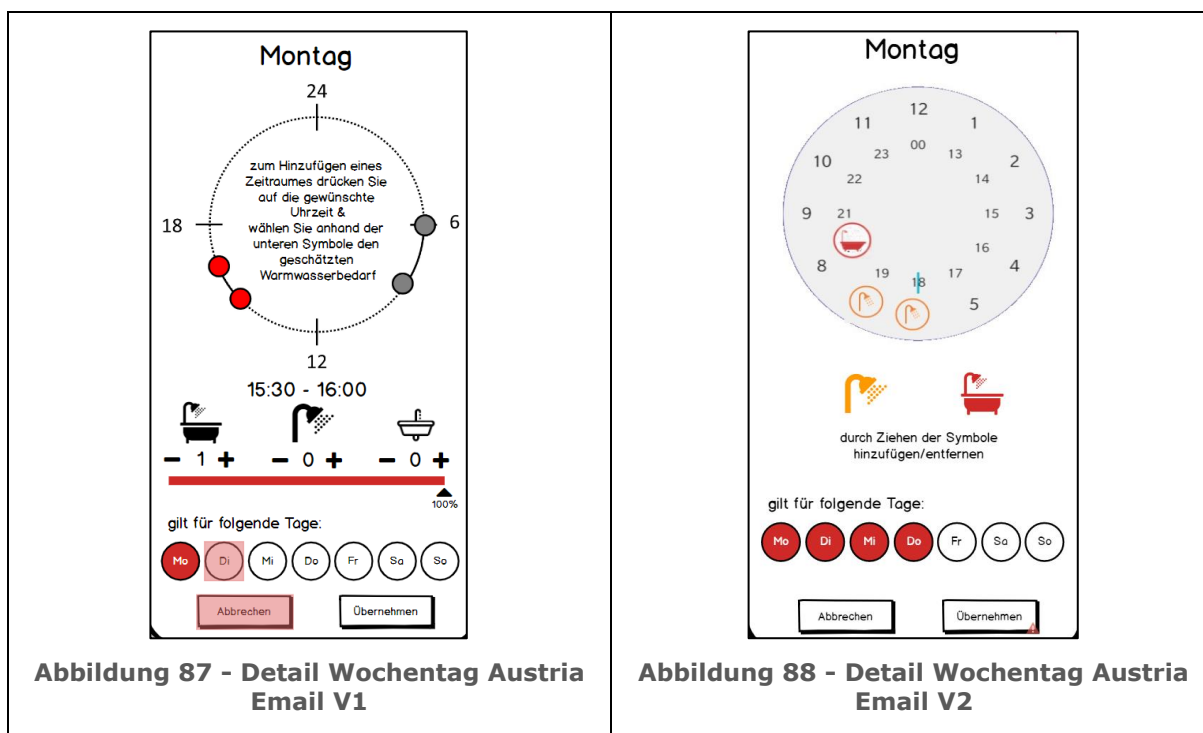 Montag
24
zum Hinzufügen eines
Zeitraumes drücken Sie
auf die gewünschte
Uhrzeit &
wählen Sie anhand der
unteren Symbole den
geschätzten
Warmwasserbedarf
18
6
12
15:30 - 16:00
− 1 + − 0 + − 0 +
100%
gilt für folgende Tage:
Mo Di Mi Do Fr Sa So
Abbrechen Übernehmen
Abbildung 87 - Detail Wochentag Austria
Email V1
Montag
12
11 1
00
23 13
10 2
22 14
9 21 15 3
16
8 4
19 18 17
5
durch Ziehen der Symbole
hinzufügen/entfernen
gilt für folgende Tage:
Mo Di Mi Do Fr Sa So
Abbrechen Übernehmen
Abbildung 88 - Detail Wochentag Austria
Email V2